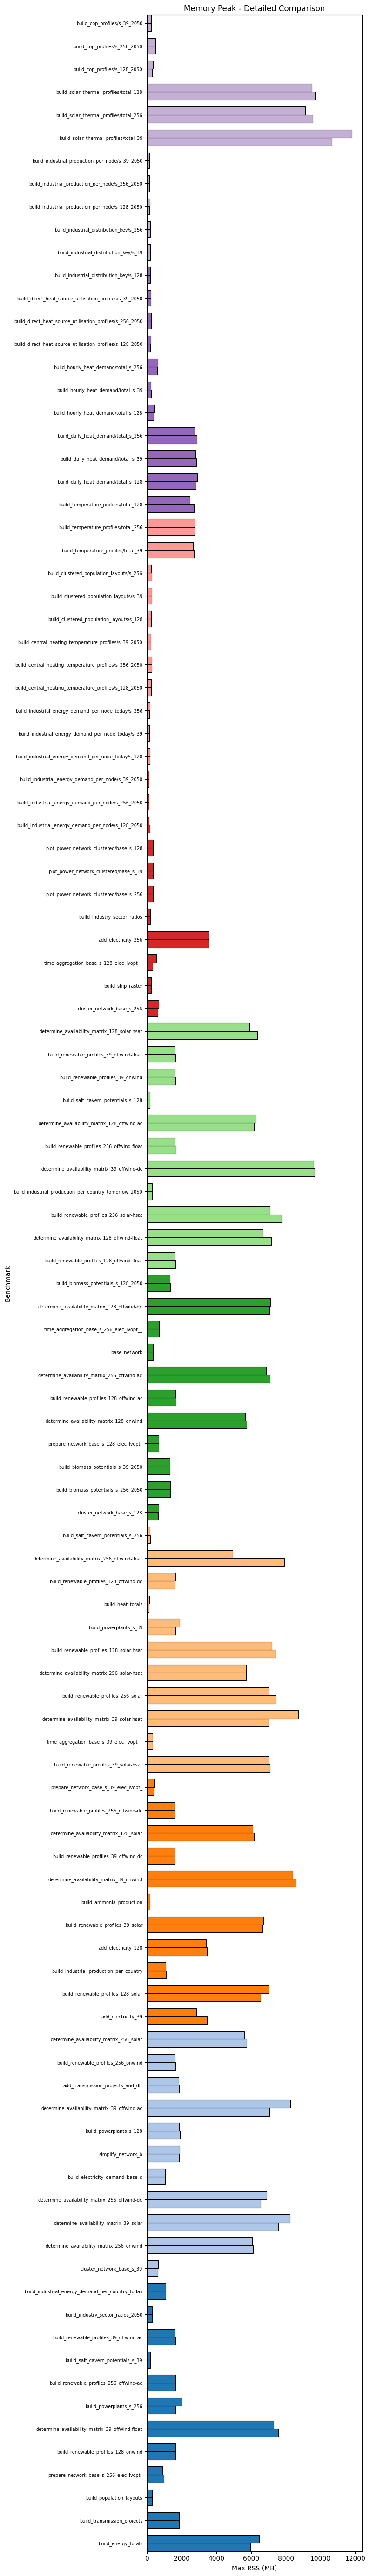 Memory Peak - Detailed Comparison
build_cop_profiles/s_39_2050
build_cop_profiles/s_256_2050
build_cop_profiles/s_128_2050
build_solar_thermal_profiles/total_128
build_solar_thermal_profiles/total_256
build_solar_thermal_profiles/total_39
build_industrial_production_per_node/s_39_2050
build_industrial_production_per_node/s_256_2050
build_industrial_production_per_node/s_128_2050
build_industrial_distribution_key/s_256
build_industrial_distribution_key/s_39
build_industrial_distribution_key/s_128
build_direct_heat_source_utilisation_profiles/s_39_2050
build_direct_heat_source_utilisation_profiles/s_256_2050
build_direct_heat_source_utilisation_profiles/s_128_2050
build_hourly_heat_demand/total_s_256
build_hourly_heat_demand/total_s_39
build_hourly_heat_demand/total_s_128
build_daily_heat_demand/total_s_256
build_daily_heat_demand/total_s_39
build_daily_heat_demand/total_s_128
build_temperature_profiles/total_128
build_temperature_profiles/total_256
build_temperature_profiles/total_39
build_clustered_population_layouts/s_256
build_clustered_population_layouts/s_39
build_clustered_population_layouts/s_128
build_central_heating_temperature_profiles/s_39_2050
build_central_heating_temperature_profiles/s_256_2050
build_central_heating_temperature_profiles/s_128_2050
build_industrial_energy_demand_per_node_today/s_256
build_industrial_energy_demand_per_node_today/s_39
build_industrial_energy_demand_per_node_today/s_128
build_industrial_energy_demand_per_node/s_39_2050
build_industrial_energy_demand_per_node/s_256_2050
build_industrial_energy_demand_per_node/s_128_2050
plot_power_network_clustered/base_s_128
plot_power_network_clustered/base_s_39
plot_power_network_clustered/base_s_256
build_industry_sector_ratios
add_electricity_256
time_aggregation_base_s_128_elec_lvopt__
build_ship_raster
cluster_network_base_s_256
determine_availability_matrix_128_solar-hsat
build_renewable_profiles_39_offwind-float
build_renewable_profiles_39_onwind
build_salt_cavern_potentials_s_128
determine_availability_matrix_128_offwind-ac
build_renewable_profiles_256_offwind-float
determine_availability_matrix_39_offwind-dc
build_industrial_production_per_country_tomorrow_2050
build_renewable_profiles_256_solar-hsat
determine_availability_matrix_128_offwind-float
build_renewable_profiles_128_offwind-float
build_biomass_potentials_s_128_2050
determine_availability_matrix_128_offwind-dc
time_aggregation_base_s_256_elec_lvopt__
base_network
determine_availability_matrix_256_offwind-ac
build_renewable_profiles_128_offwind-ac
determine_availability_matrix_128_onwind
prepare_network_base_s_128_elec_lvopt_
build_biomass_potentials_s_39_2050
build_biomass_potentials_s_256_2050
cluster_network_base_s_128
build_salt_cavern_potentials_s_256
determine_availability_matrix_256_offwind-float
build_renewable_profiles_128_offwind-dc
build_heat_totals
build_powerplants_s_39
build_renewable_profiles_128_solar-hsat
determine_availability_matrix_256_solar-hsat
build_renewable_profiles_256_solar
determine_availability_matrix_39_solar-hsat
time_aggregation_base_s_39_elec_lvopt__
build_renewable_profiles_39_solar-hsat
prepare_network_base_s_39_elec_lvopt_
build_renewable_profiles_256_offwind-dc
determine_availability_matrix_128_solar
build_renewable_profiles_39_offwind-dc
determine_availability_matrix_39_onwind
build_ammonia_production
build_renewable_profiles_39_solar
add_electricity_128
build_industrial_production_per_country
build_renewable_profiles_128_solar
add_electricity_39
determine_availability_matrix_256_solar
build_renewable_profiles_256_onwind
add_transmission_projects_and_dlr
determine_availability_matrix_39_offwind-ac
build_powerplants_s_128
simplify_network_b
build_electricity_demand_base_s
determine_availability_matrix_256_offwind-dc
determine_availability_matrix_39_solar
determine_availability_matrix_256_onwind
cluster_network_base_s_39
build_industrial_energy_demand_per_country_today
build_industry_sector_ratios_2050
build_renewable_profiles_39_offwind-ac
build_salt_cavern_potentials_s_39
build_renewable_profiles_256_offwind-ac
build_powerplants_s_256
determine_availability_matrix_39_offwind-float
build_renewable_profiles_128_onwind
prepare_network_base_s_256_elec_lvopt_
build_population_layouts
build_transmission_projects
build_energy_totals
Benchmark
0 2000 4000 6000 8000 10000 12000
Max RSS (MB)